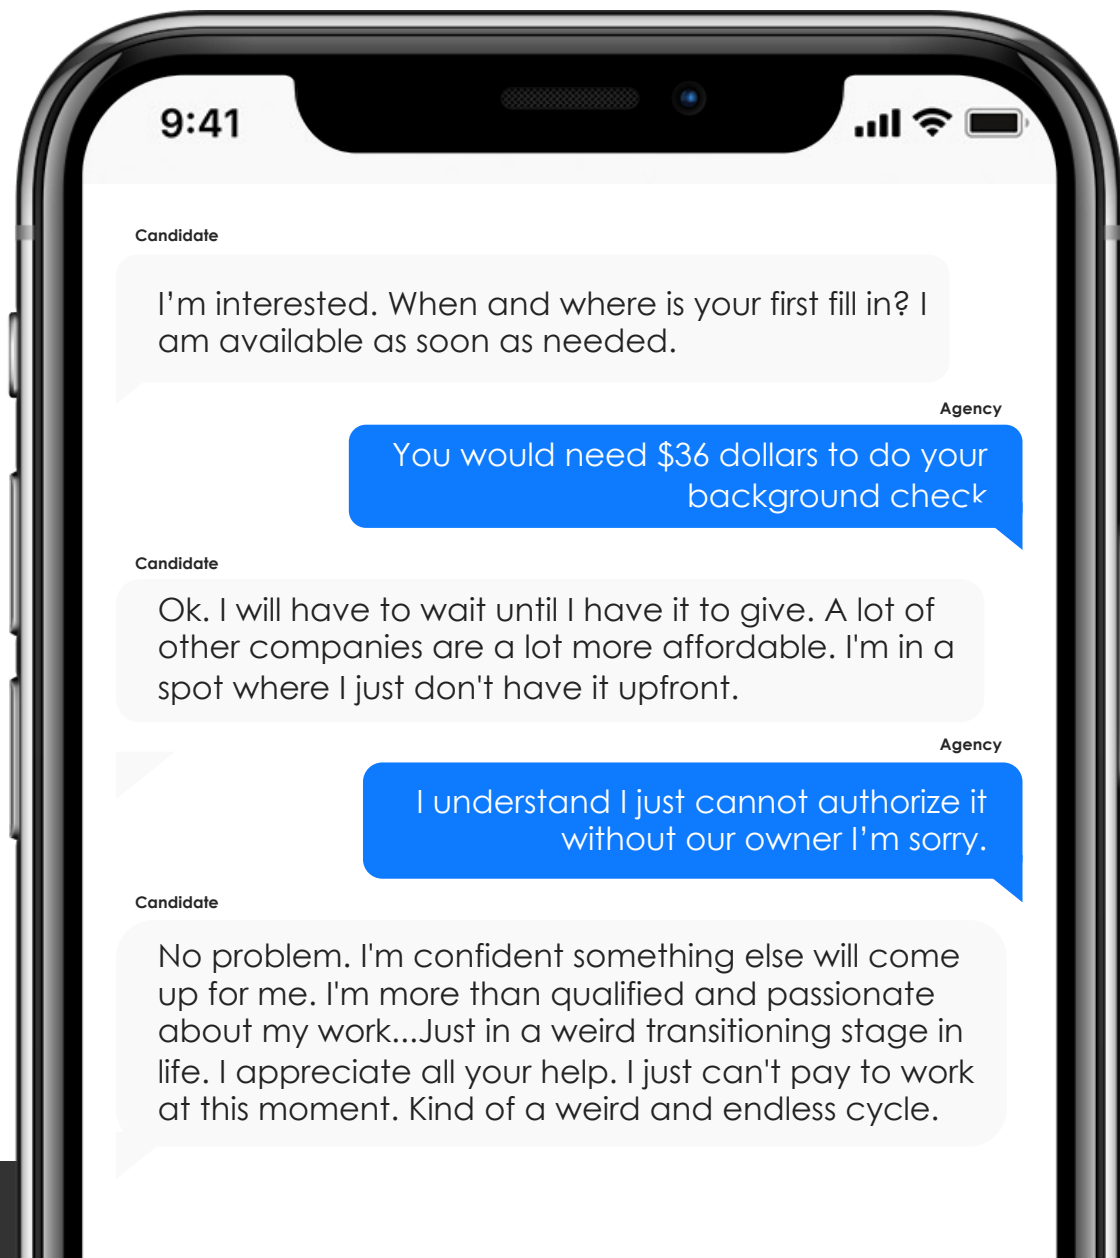 9:41
Candidate
I’m interested. When and where is your first fill in? I
am available as soon as needed.
Agency
You would need $36 dollars to do your
background check
Candidate
Ok. I will have to wait until I have it to give. A lot of
other companies are a lot more affordable. I'm in a
spot where I just don't have it upfront.
Agency
I understand I just cannot authorize it
without our owner I’m sorry.
Candidate
No problem. I'm confident something else will come
up for me. I'm more than qualified and passionate
about my work...Just in a weird transitioning stage in
life. I appreciate all your help. I just can't pay to work
at this moment. Kind of a weird and endless cycle.